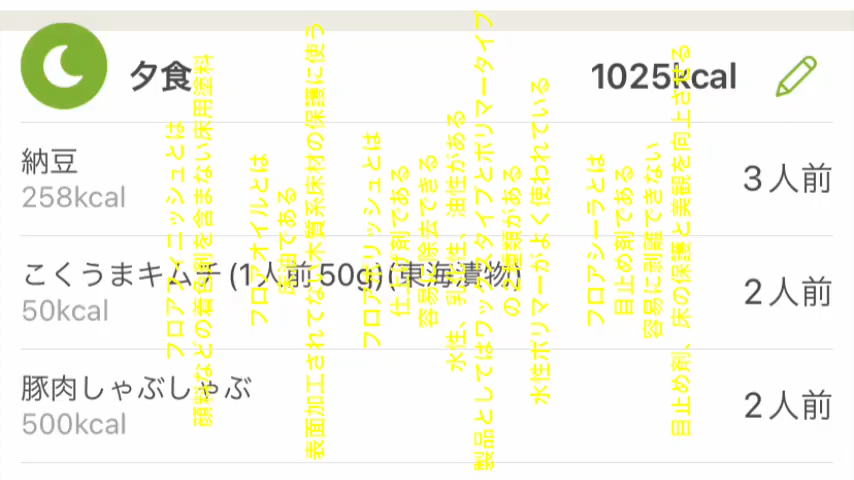 夕食
1025kcal
納豆
258kcal
3人前
こくうまキムチ(1人前50g)(東海漬物)
50kcal
2人前
豚肉しゃぶしゃぶ
500kcal
2人前
フロアフィニッシュとは
顔料などの着色剤を含まない床用塗料
フロアオイルとは
床油である
表面加工されてない木質系床材の保護に使う
フロアポリッシュとは
仕上げ剤である
容易に除去できる
水性、乳化性、油性がある
製品としてはワックスタイプとポリマータイプ
の2種類がある
水性ポリマーがよく使われている
フロアシーラとは
目止め剤である
容易に剥離できない
目止め剤、床の保護と美観を向上させる